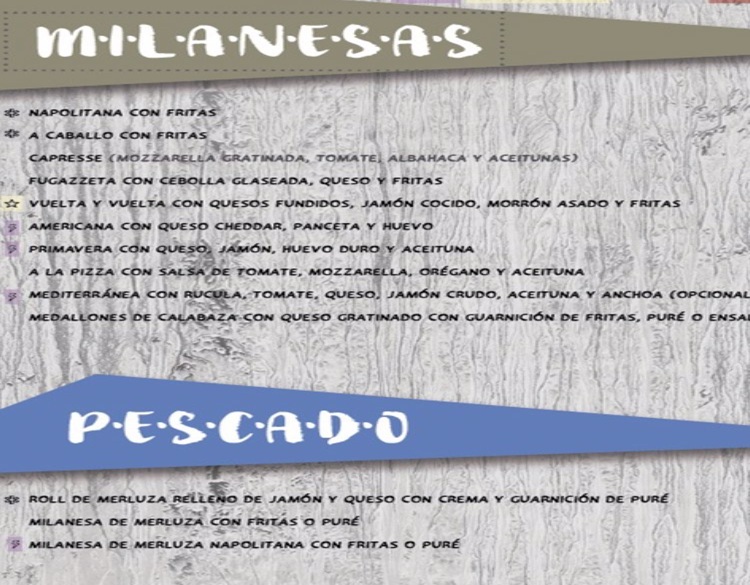 M·I·L·A·N·E·S·A·S
NAPOLITANA CON FRITAS
A CABALLO CON FRITAS
CAPRESSE (MOZZARELLA GRATINADA, TOMATE, ALBAHACA Y ACEITUNAS)
FUGAZZETA CON CEBOLLA GLASEADA, QUESO Y FRITAS
VUELTA Y VUELTA CON QUESOS FUNDIDOS, JAMÓN COCIDO, MORRÓN ASADO Y FRITAS
AMERICANA CON QUESO CHEDDAR, PANCETA Y HUEVO
PRIMAVERA CON QUESO, JAMÓN, HUEVO DURO Y ACEITUNA
A LA PIZZA CON SALSA DE TOMATE, MOZZARELLA, ORÉGANO Y ACEITUNA
MEDITERRÁNEA CON RUCULA, TOMATE, QUESO, JAMÓN CRUDO, ACEITUNA Y ANCHOA (OPCIONAL
MEDALLONES DE CALABAZA CON QUESO GRATINADO CON GUARNICIÓN DE FRITAS, PURÉ O ENSA
P·E·S·C·A·D·O
ROLL DE MERLUZA RELLENO DE JAMÓN Y QUESO CON CREMA Y GUARNICIÓN DE PURÉ
MILANESA DE MERLUZA CON FRITAS O PURÉ
MILANESA DE MERLUZA NAPOLITANA CON FRITAS O PURÉ